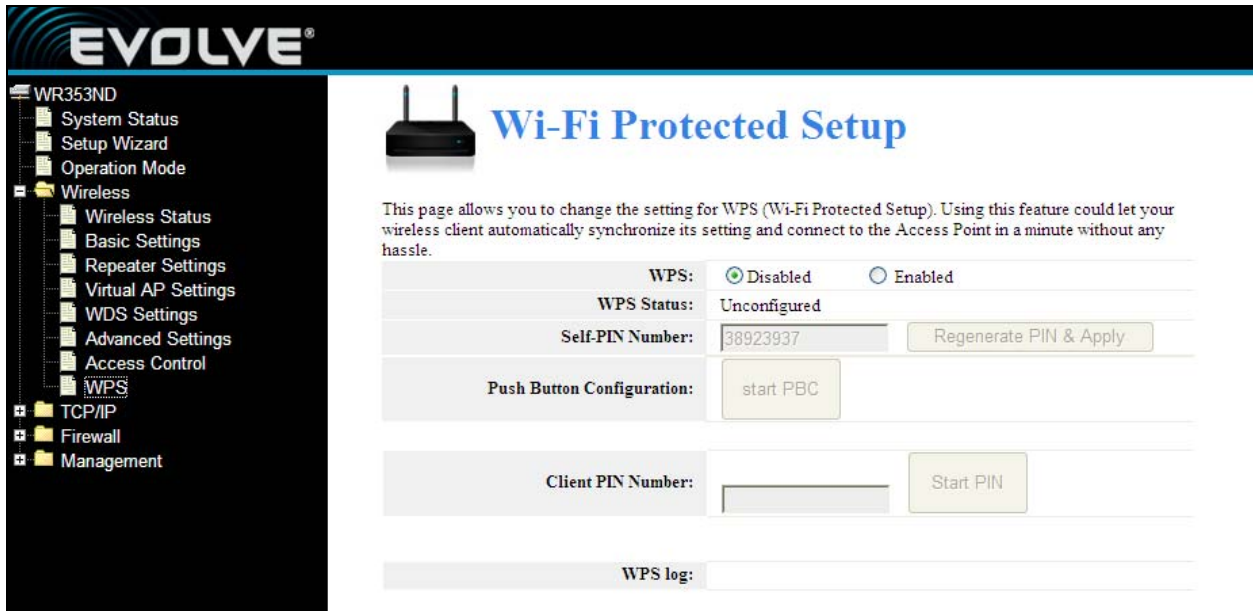 EVOLVE®
WR353ND
System Status
Setup Wizard
Operation Mode
Wireless
Wireless Status
Basic Settings
Repeater Settings
Virtual AP Settings
WDS Settings
Advanced Settings
Access Control
WPS
TCP/IP
Firewall
Management
Wi-Fi Protected Setup
This page allows you to change the setting for WPS (Wi-Fi Protected Setup). Using this feature could let your
wireless client automatically synchronize its setting and connect to the Access Point in a minute without any
hassle.
WPS: Disabled Enabled
WPS Status: Unconfigured
Self-PIN Number: 38923937 Regenerate PIN & Apply
Push Button Configuration: start PBC
Client PIN Number: Start PIN
WPS log: